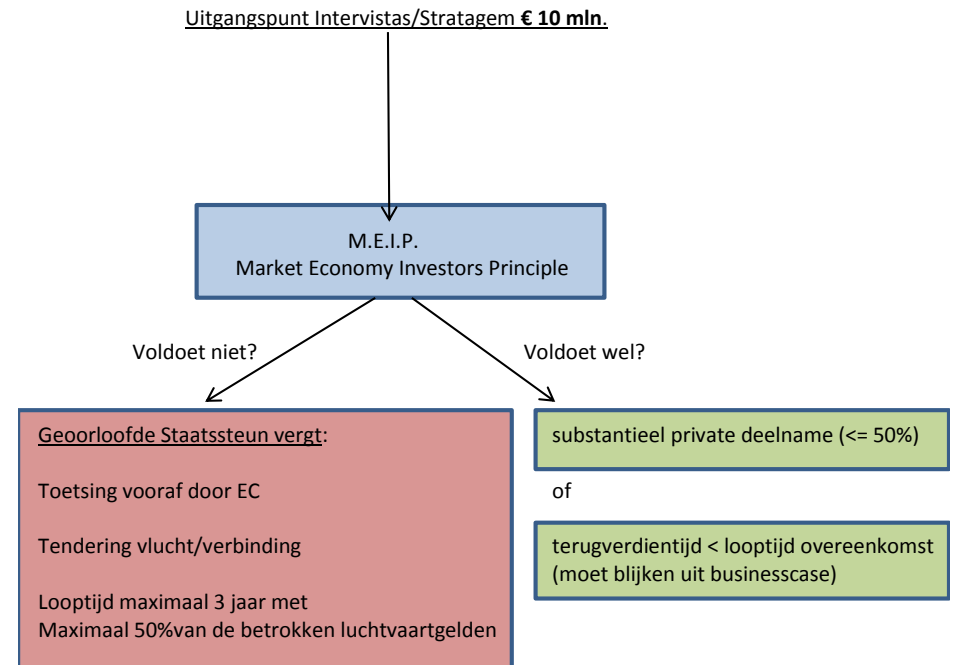 Uitgangspunt Intervistas/Stratagem € 10 mln.
M.E.I.P.
Market Economy Investors Principle
Voldoet niet?
Voldoet wel?
Geoorloofde Staatssteun vergt:
Toetsing vooraf door EC
Tendering vlucht/verbinding
Looptijd maximaal 3 jaar met
Maximaal 50%van de betrokken luchtvaartgelden
substantieel private deelname (<= 50%)
of
terugverdientijd < looptijd overeenkomst
(moet blijken uit businesscase)